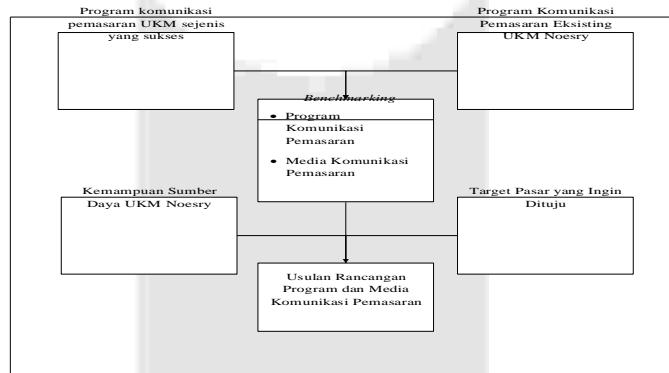 Program komunikasi
pemasaran UKM sejenis
yang sukses
Program Komunikasi
Pemasaran Eksisting
UKM Noesry
Benchmarking
• Program
Komunikasi
Pemasaran
• Media Komunikasi
Pemasaran
Kemampuan Sumber
Daya UKM Noesry
Target Pasar yang Ingin
Dituju
Usulan Rancangan
Program dan Media
Komunikasi Pemasaran